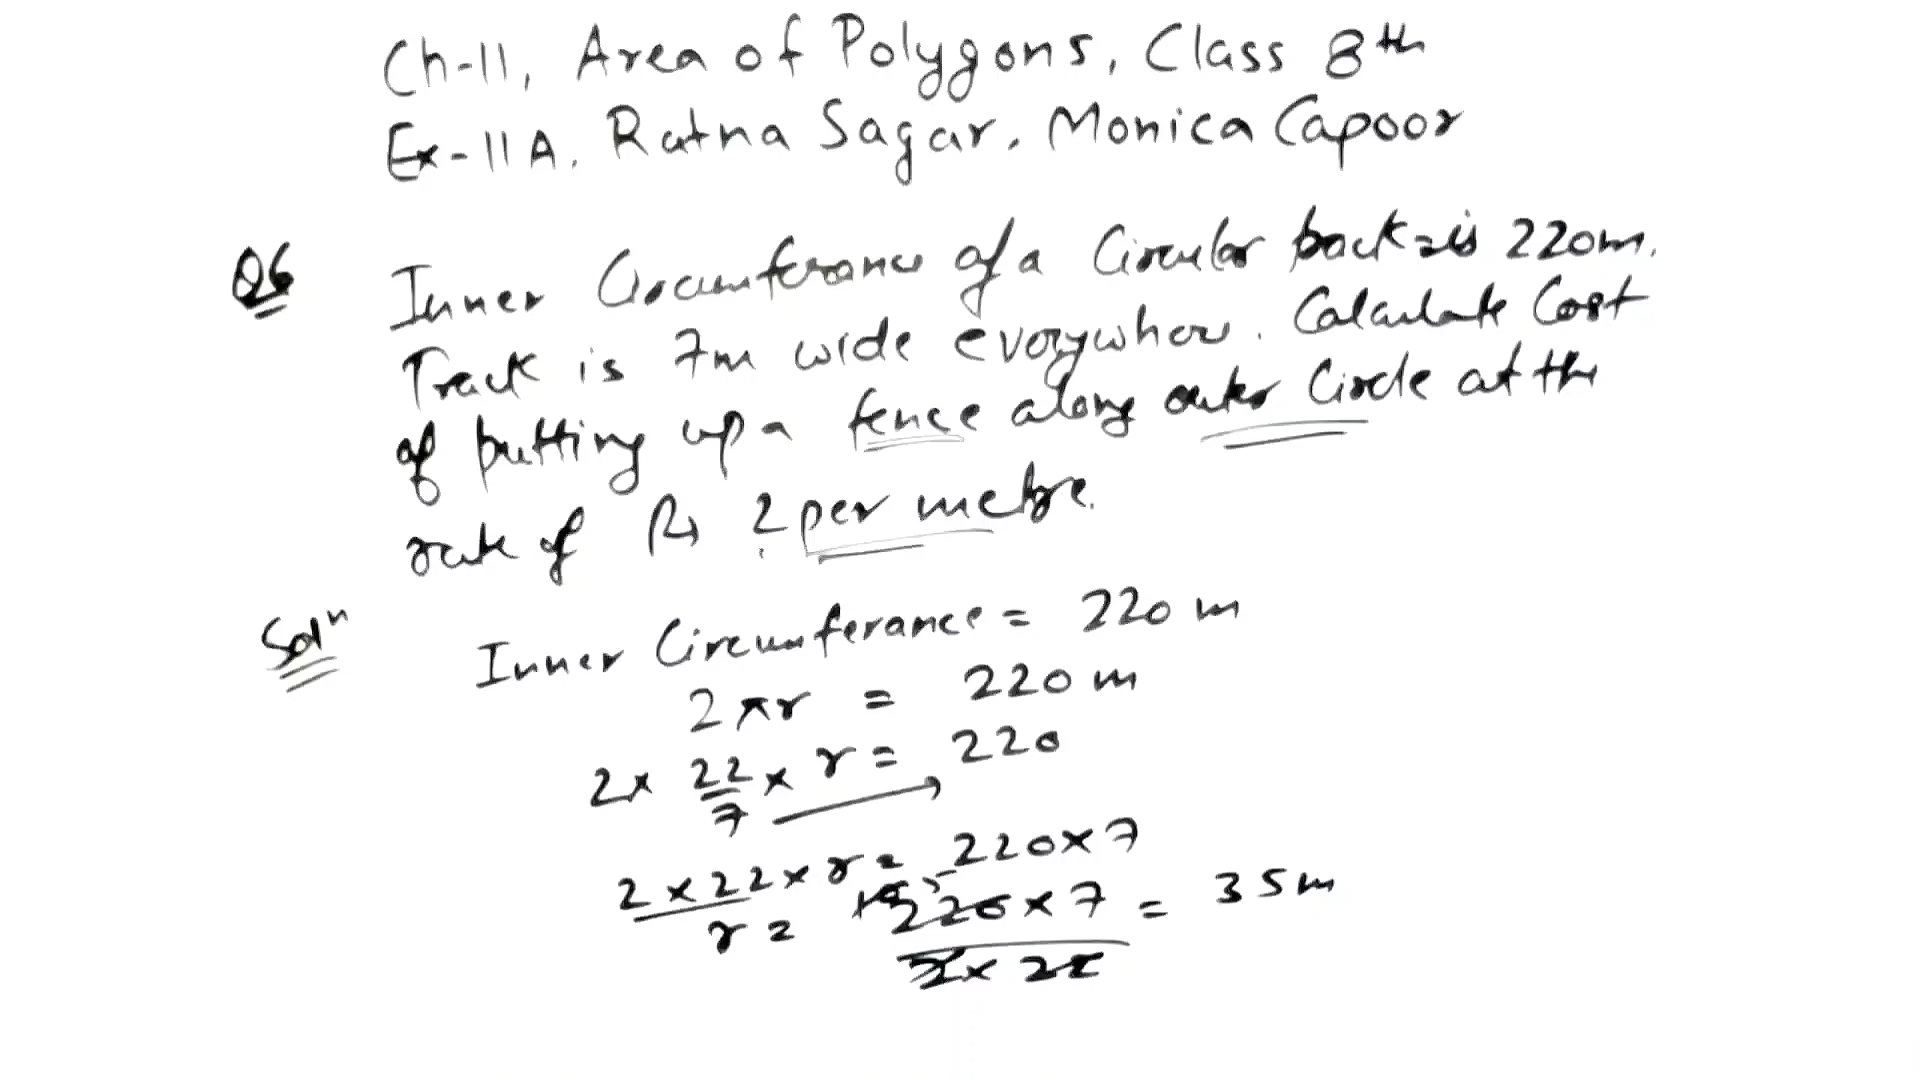 Ch-11, Area of Polygons, Class 8th
Ex-11A. Ratna Sagar. Monica Capoor
Q6 Inner Circumferance of a Circular track is 220m.
Track is 7m wide everywhere. Calculate Cost
of putting up a fence along outer Circle at the
rate of Rs 2 per metre.
Soln Inner Circumferance = 220 m
2πr = 220 m
2 x 22/7 x r = 220
2 x 22 x r = 220 x 7
r = 220 x 7 / 2 x 22 = 35m